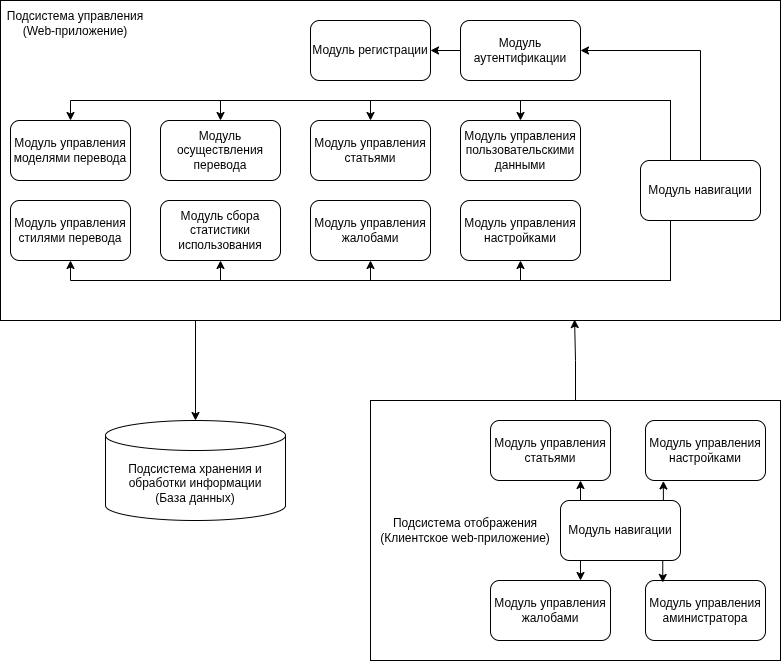 Подсистема управления
(Web-приложение)
Модуль регистрации
Модуль
аутентификации
Модуль управления
моделями перевода
Модуль
осуществления
перевода
Модуль управления
статьями
Модуль управления
пользовательскими
данными
Модуль навигации
Модуль управления
стилями перевода
Модуль сбора
статистики
использования
Модуль управления
жалобами
Модуль управления
настройками
Подсистема хранения и
обработки информации
(База данных)
Подсистема отображения
(Клиентское web-приложение)
Модуль управления
статьями
Модуль управления
настройками
Модуль навигации
Модуль управления
жалобами
Модуль управления
аминистратора